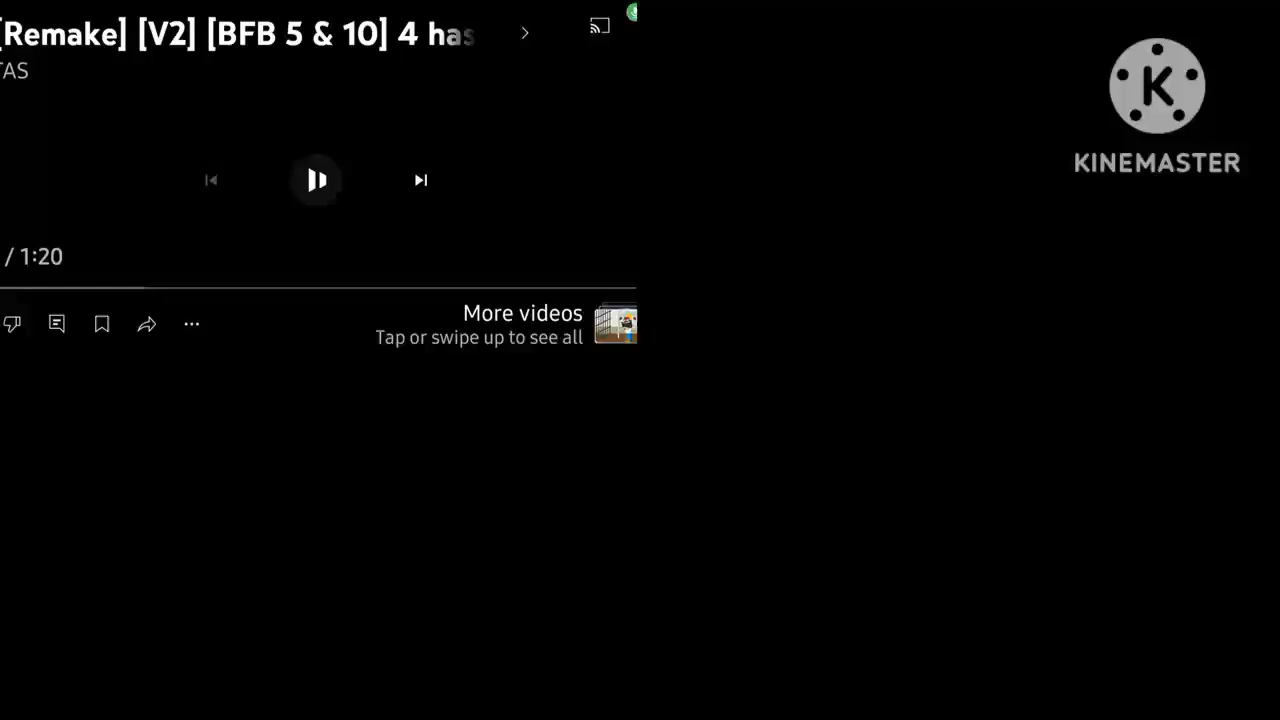 [Remake] [V2] [BFB 5 & 10] 4 has
TAS
K
KINEMASTER
/ 1:20
More videos
Tap or swipe up to see all